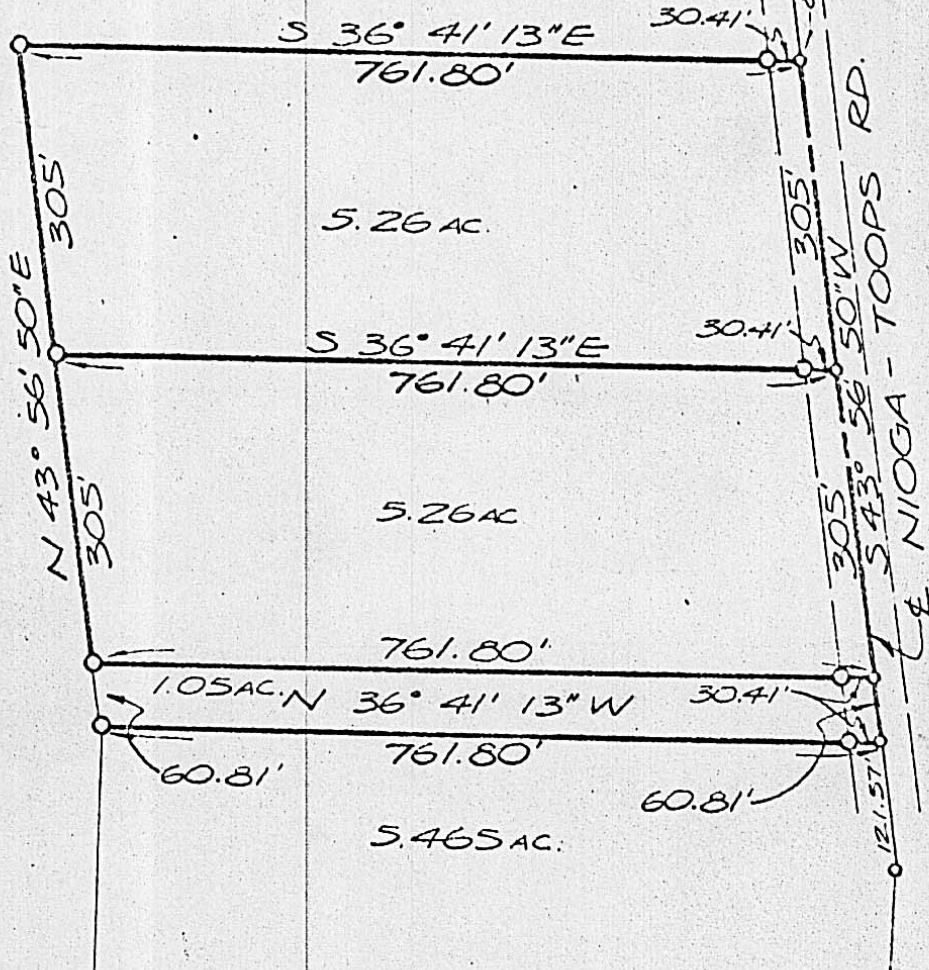 30.41'
S 36° 41' 13"E
761.80'
305'
305'
NIOGA - TOOPS RD.
5.26 AC.
N 43° 56' 50"E
S 43° 56' 50"W
30.41'
S 36° 41' 13"E
761.80'
305'
305'
5.26 AC
℄
761.80'
1.05 AC.
N 36° 41' 13" W
30.41'
761.80'
60.81'
60.81'
121.57'
5.465 AC.